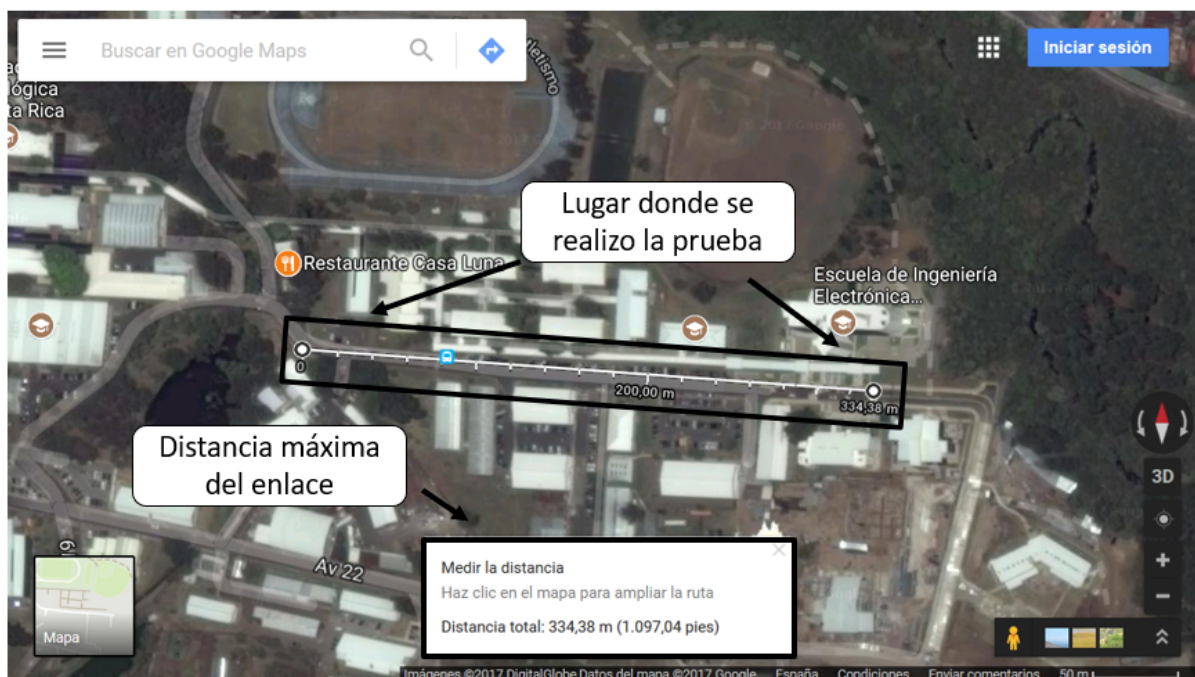 Buscar en Google Maps
Iniciar sesión
letismo
ológica
ta Rica
© 2017 Google
Lugar donde se
realizo la prueba
Restaurante Casa Luna
Escuela de Ingeniería
Electrónica...
0
200,00 m
334,38 m
Distancia máxima
del enlace
3D
Av 22
Medir la distancia
Haz clic en el mapa para ampliar la ruta
Distancia total: 334,38 m (1.097,04 pies)
Mapa
Imágenes ©2017 DigitalGlobe,Datos del mapa ©2017 Google España Condiciones Enviar comentarios 50 m